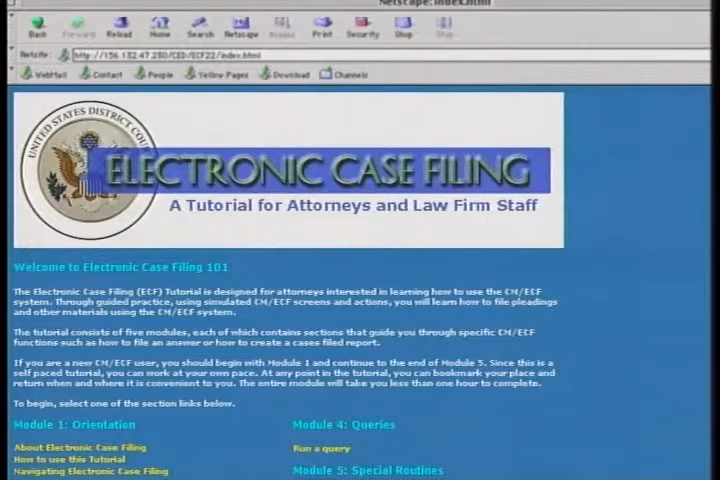 Netscape: index.html
Back Forward Reload Home Search Netscape Images Print Security Shop Stop
Netsite: http://156.132.47.230/CED/ECF22/index.html
WebMail Contact People Yellow Pages Download Channels
UNITED STATES DISTRICT COURT
ELECTRONIC CASE FILING
A Tutorial for Attorneys and Law Firm Staff
Welcome to Electronic Case Filing 101
The Electronic Case Filing (ECF) Tutorial is designed for attorneys interested in learning how to use the CM/ECF
system. Through guided practice, using simulated CM/ECF screens and actions, you will learn how to file pleadings
and other materials using the CM/ECF system.
The tutorial consists of five modules, each of which contains sections that guide you through specific CM/ECF
functions such as how to file an answer or how to create a cases filed report.
If you are a new CM/ECF user, you should begin with Module 1 and continue to the end of Module 5. Since this is a
self paced tutorial, you can work at your own pace. At any point in the tutorial, you can bookmark your place and
return when and where it is convenient to you. The entire module will take you less than one hour to complete.
To begin, select one of the section links below.
Module 1: Orientation
About Electronic Case Filing
How to use this Tutorial
Navigating Electronic Case Filing
Module 4: Queries
Run a query
Module 5: Special Routines